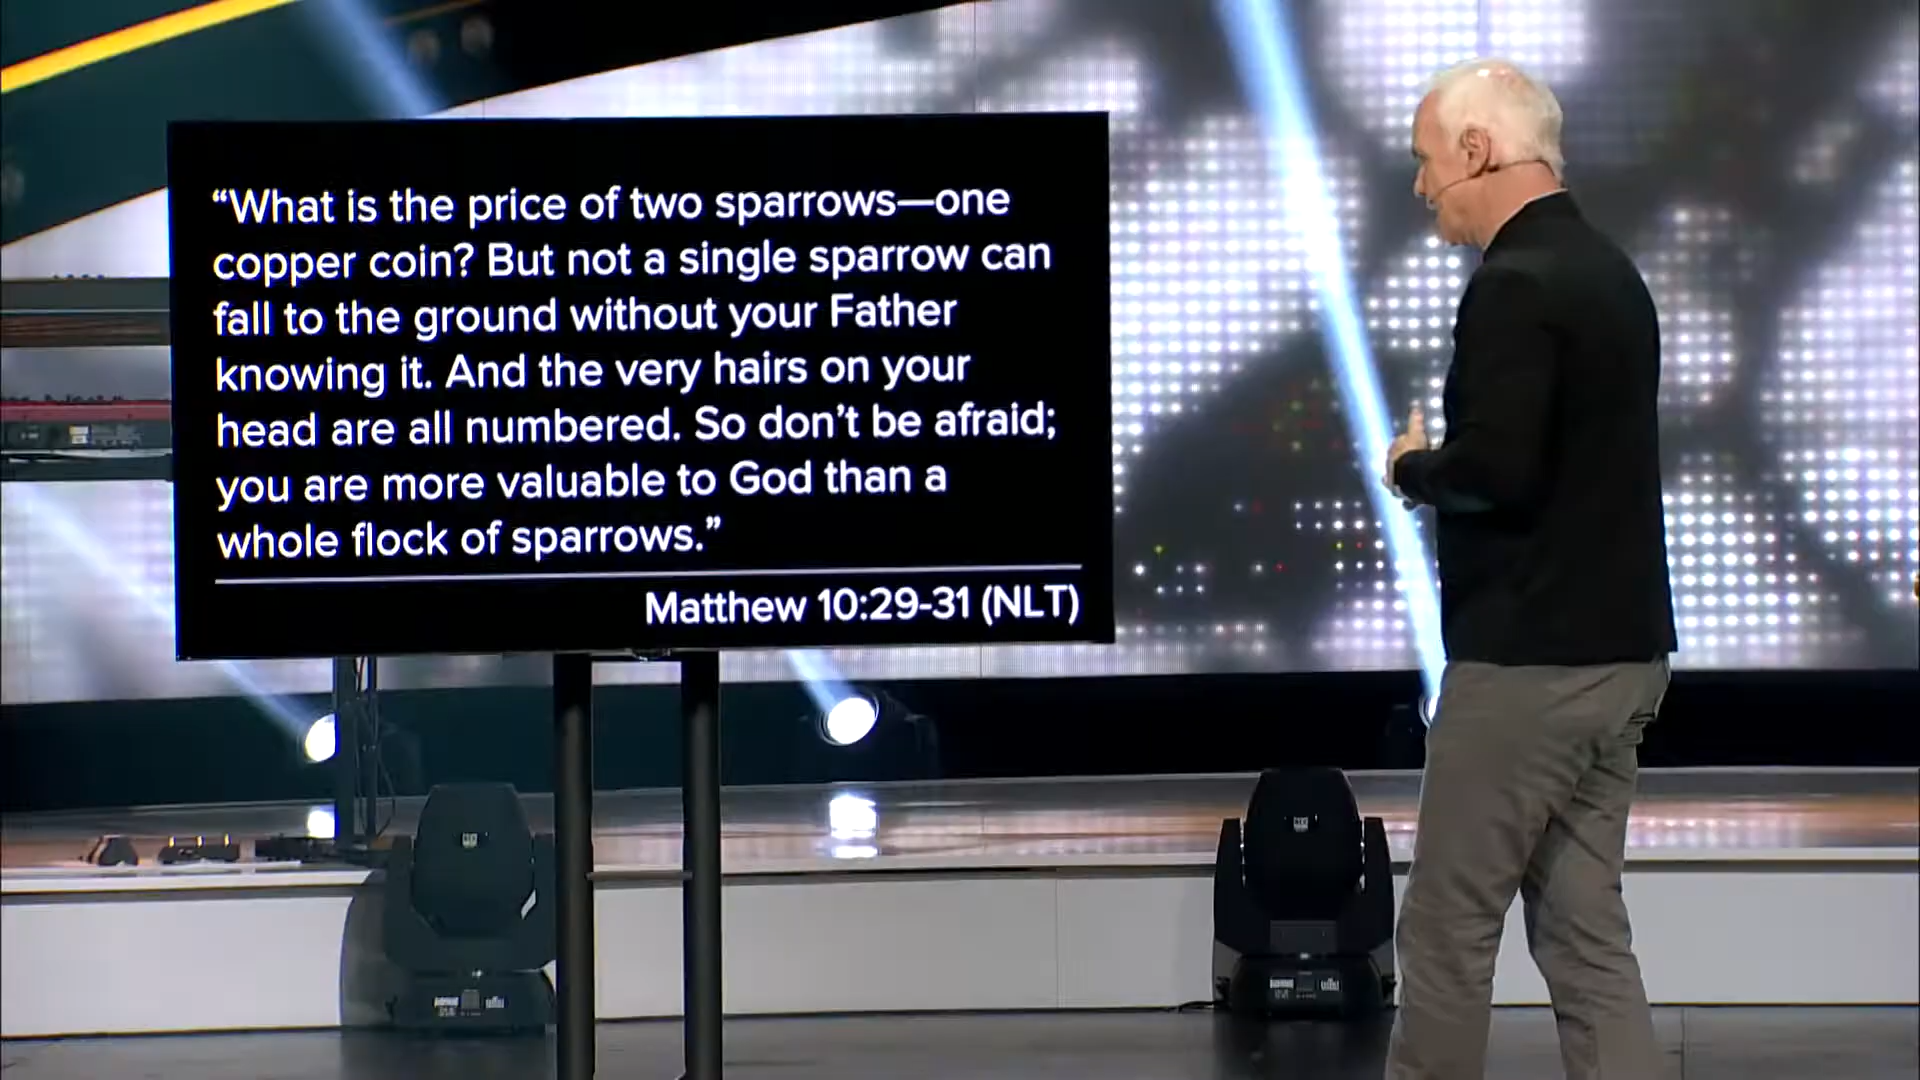 “What is the price of two sparrows—one
copper coin? But not a single sparrow can
fall to the ground without your Father
knowing it. And the very hairs on your
head are all numbered. So don’t be afraid;
you are more valuable to God than a
whole flock of sparrows.”
Matthew 10:29-31 (NLT)